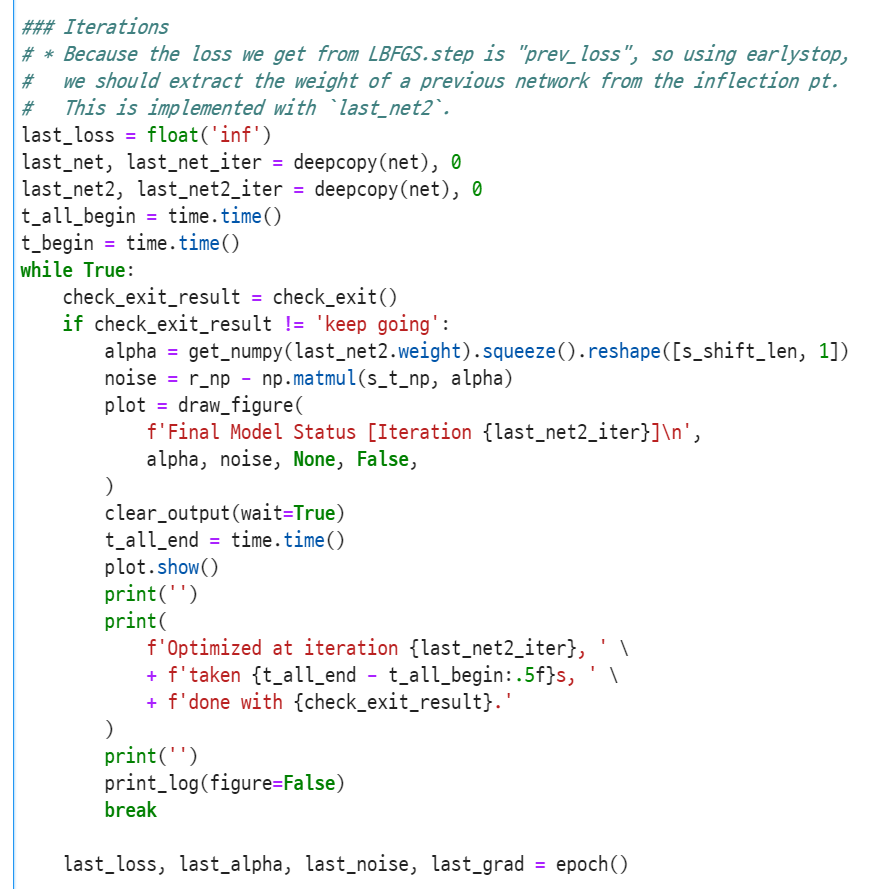 ### Iterations
# * Because the loss we get from LBFGS.step is "prev_loss", so using earlystop,
#   we should extract the weight of a previous network from the inflection pt.
#   This is implemented with `last_net2`.
last_loss = float('inf')
last_net, last_net_iter = deepcopy(net), 0
last_net2, last_net2_iter = deepcopy(net), 0
t_all_begin = time.time()
t_begin = time.time()
while True:
    check_exit_result = check_exit()
    if check_exit_result != 'keep going':
        alpha = get_numpy(last_net2.weight).squeeze().reshape([s_shift_len, 1])
        noise = r_np - np.matmul(s_t_np, alpha)
        plot = draw_figure(
            f'Final Model Status [Iteration {last_net2_iter}]\n',
            alpha, noise, None, False,
        )
        clear_output(wait=True)
        t_all_end = time.time()
        plot.show()
        print('')
        print(
            f'Optimized at iteration {last_net2_iter}, ' \
            + f'taken {t_all_end - t_all_begin:.5f}s, ' \
            + f'done with {check_exit_result}.'
        )
        print('')
        print_log(figure=False)
        break
    last_loss, last_alpha, last_noise, last_grad = epoch()